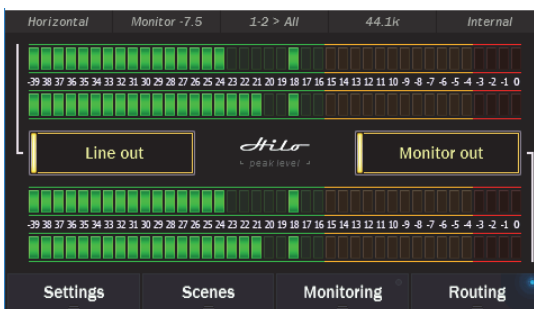 Horizontal Monitor -7.5 1-2 > All 44.1k Internal
-39 38 37 36 35 34 33 32 31 30 29 28 27 26 25 24 23 22 21 20 19 18 17 16 15 14 13 12 11 10 -9 -8 -7 -6 -5 -4 -3 -2 -1 0
Line out Hilo Monitor out
peak level
-39 38 37 36 35 34 33 32 31 30 29 28 27 26 25 24 23 22 21 20 19 18 17 16 15 14 13 12 11 10 -9 -8 -7 -6 -5 -4 -3 -2 -1 0
Settings Scenes Monitoring Routing